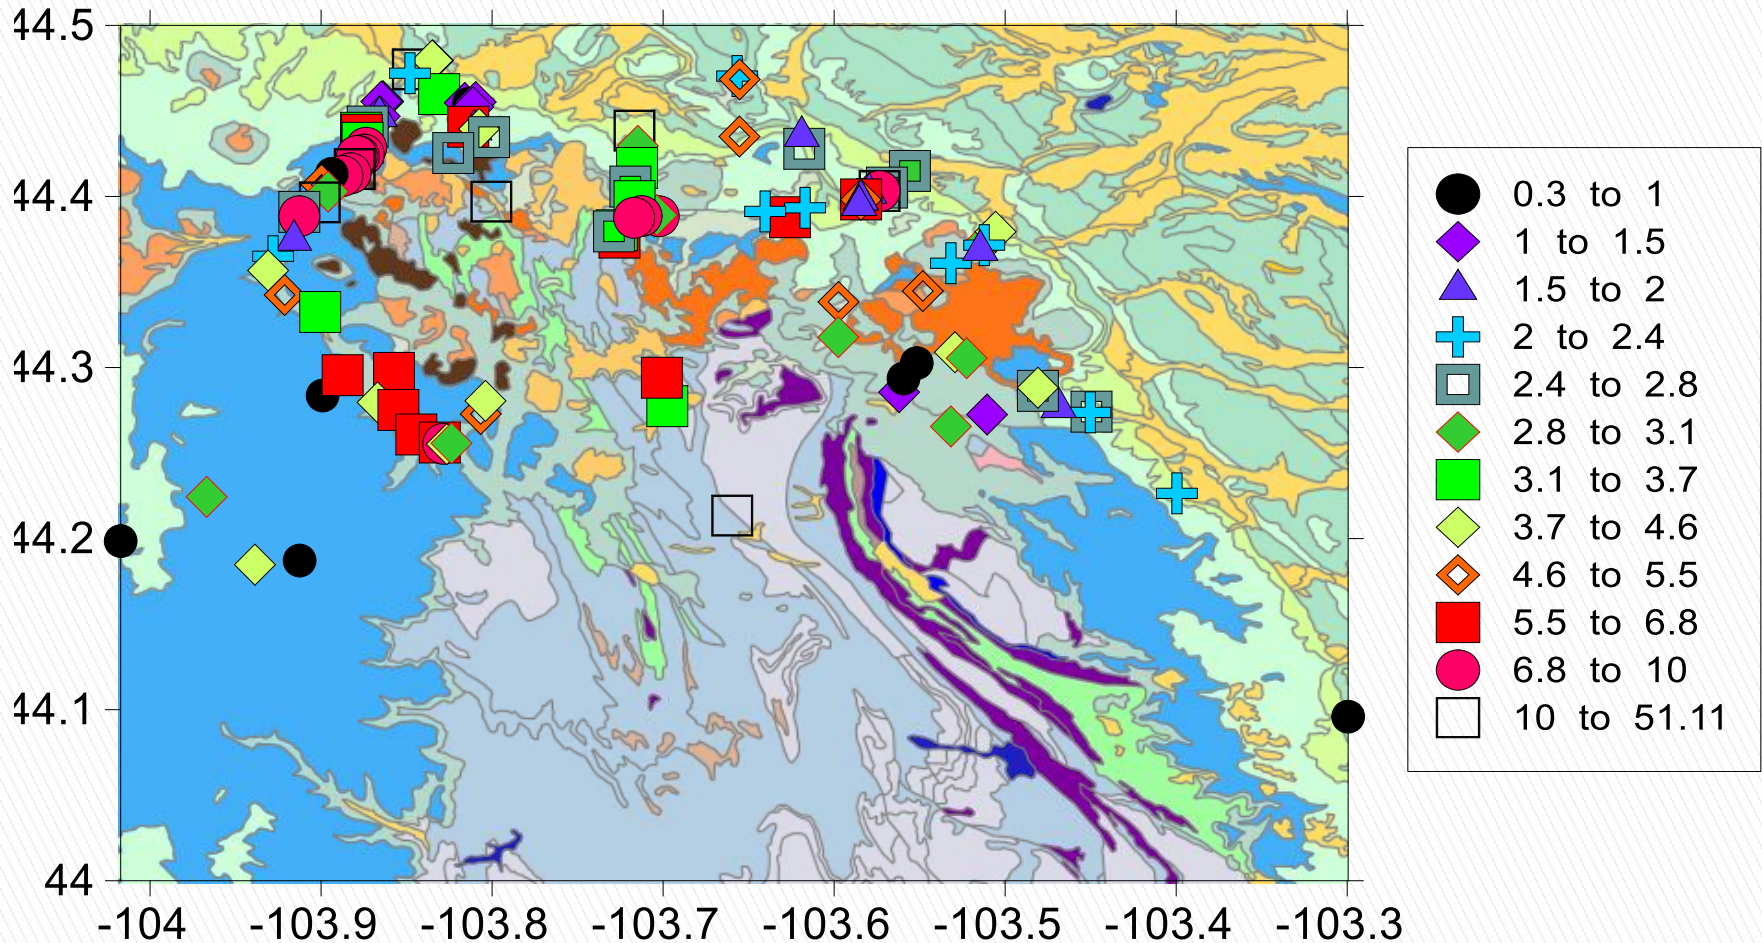 44.5
44.4
44.3
44.2
44.1
44
-104 -103.9 -103.8 -103.7 -103.6 -103.5 -103.4 -103.3
0.3 to 1
1 to 1.5
1.5 to 2
2 to 2.4
2.4 to 2.8
2.8 to 3.1
3.1 to 3.7
3.7 to 4.6
4.6 to 5.5
5.5 to 6.8
6.8 to 10
10 to 51.11